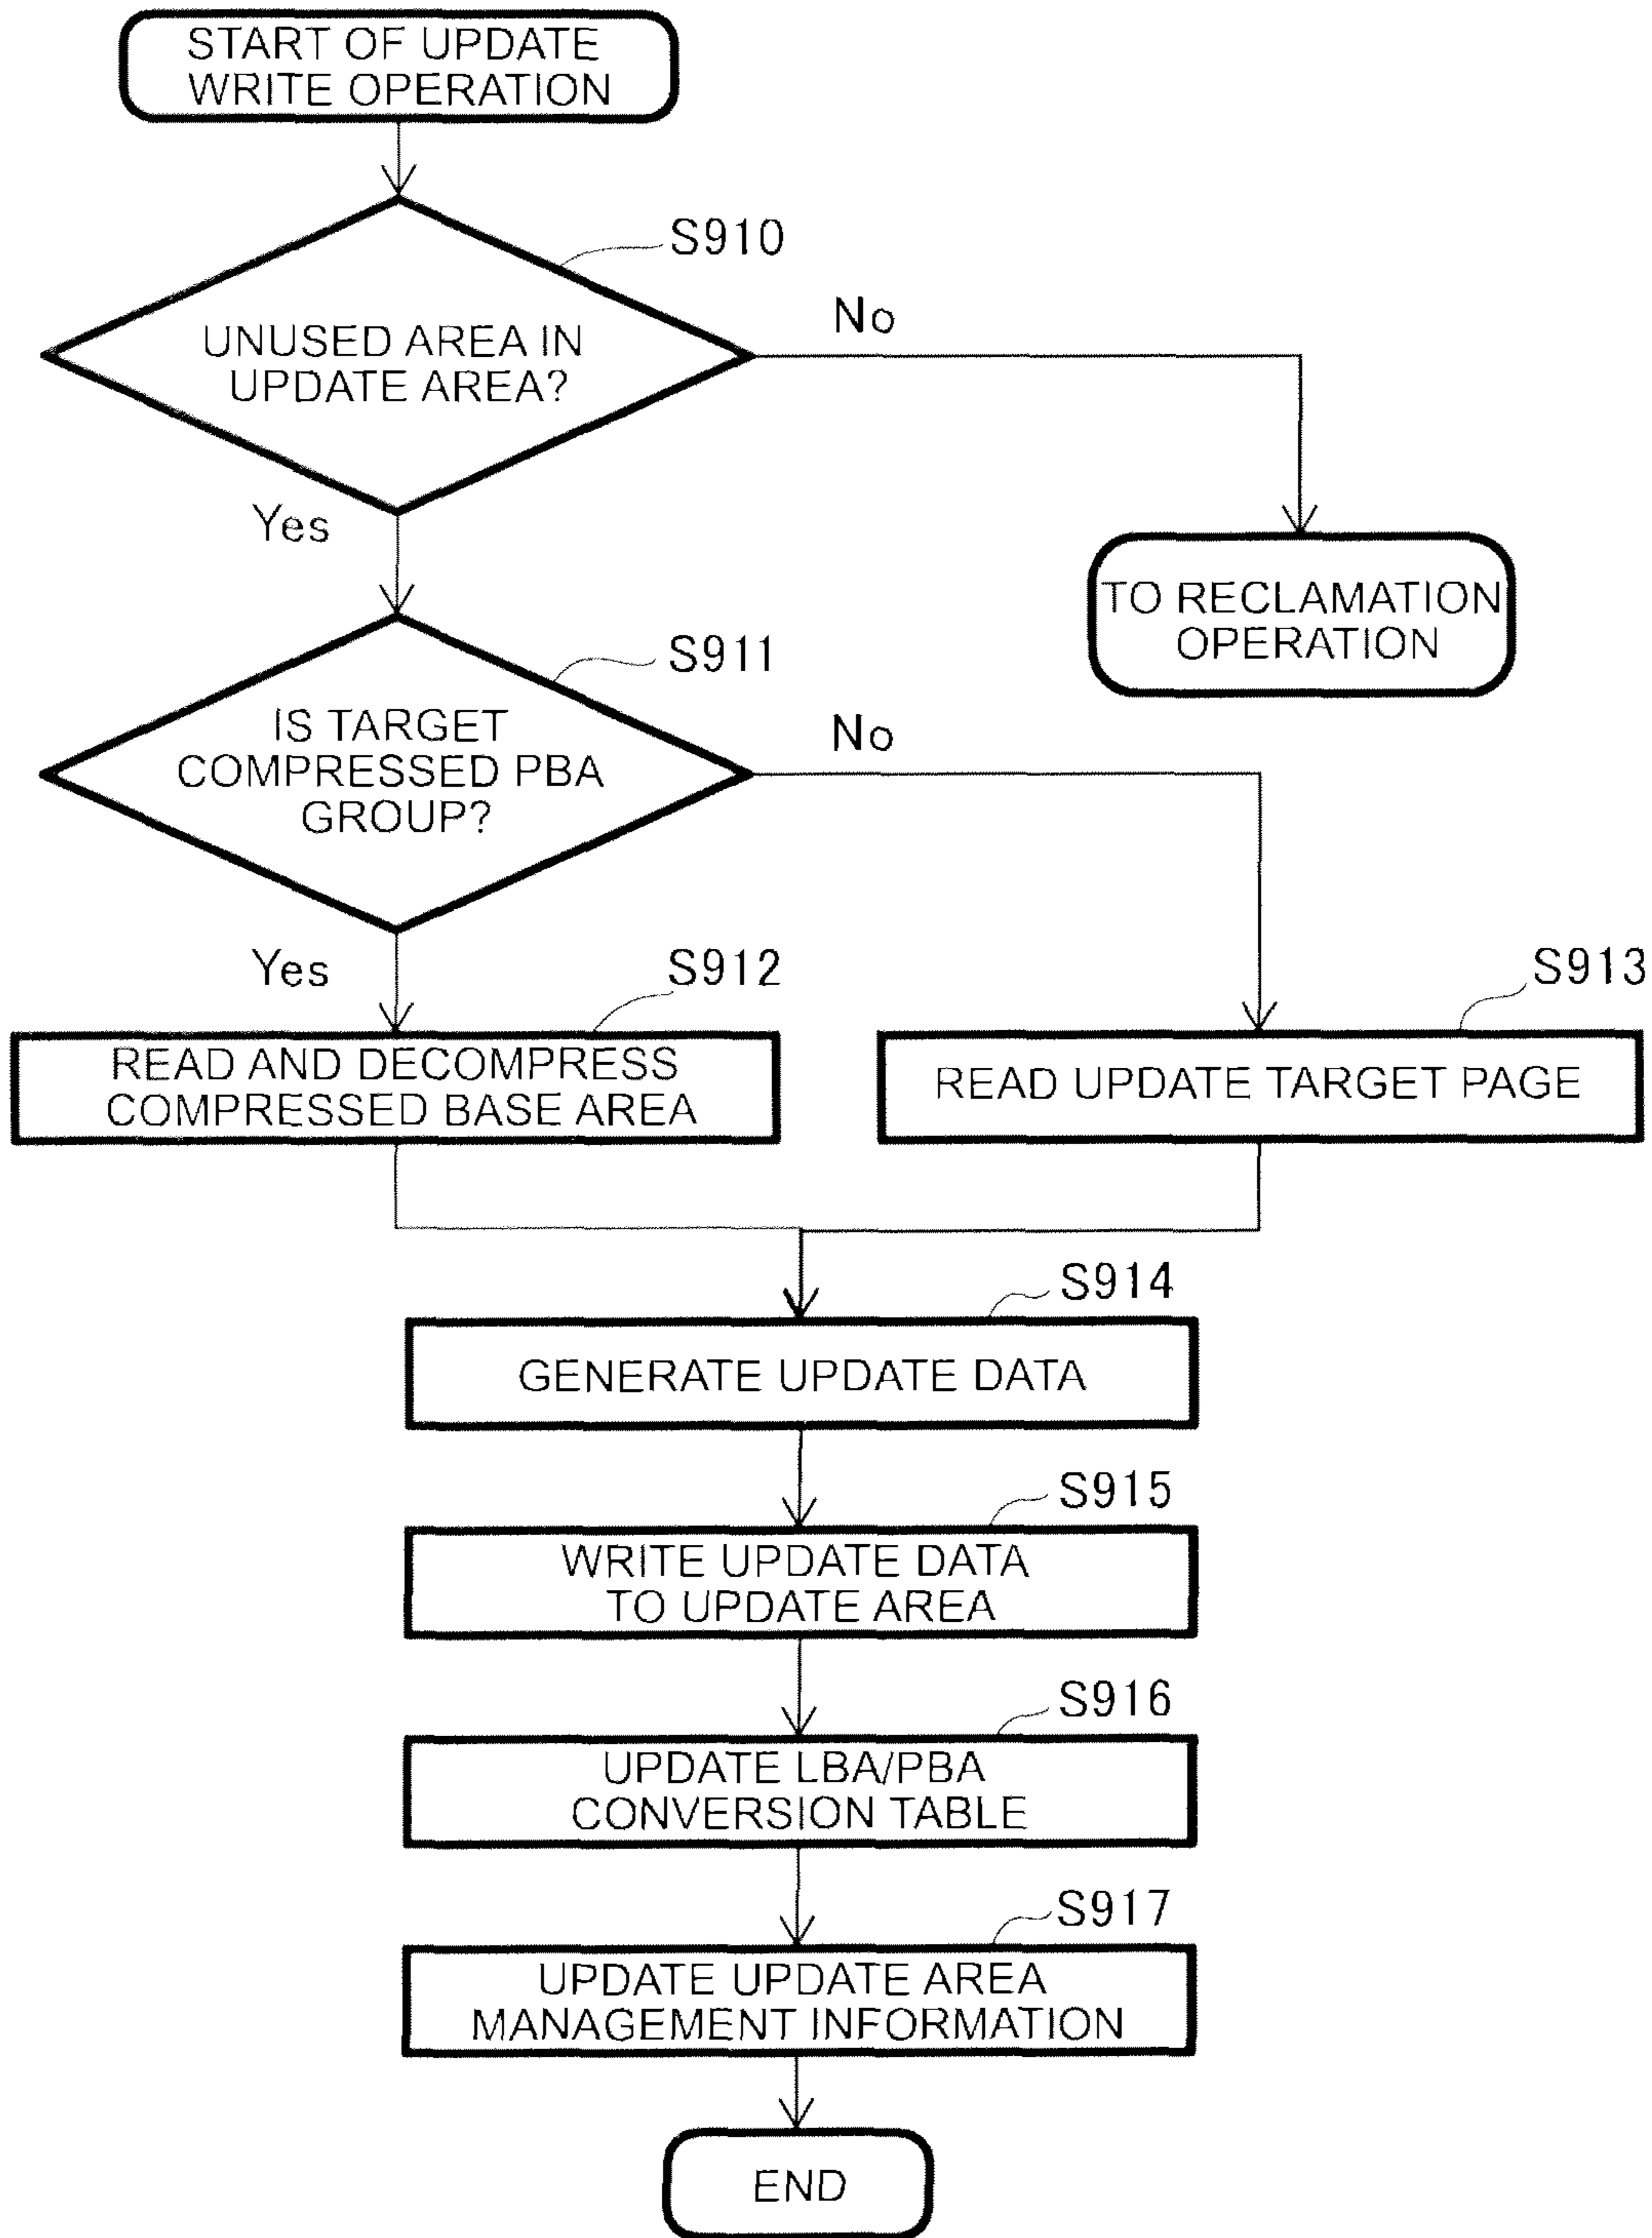 START OF UPDATE
WRITE OPERATION
S910
UNUSED AREA IN
UPDATE AREA?
No
Yes
TO RECLAMATION
OPERATION
S911
IS TARGET
COMPRESSED PBA
GROUP?
No
Yes
S912
READ AND DECOMPRESS
COMPRESSED BASE AREA
S913
READ UPDATE TARGET PAGE
S914
GENERATE UPDATE DATA
S915
WRITE UPDATE DATA
TO UPDATE AREA
S916
UPDATE LBA/PBA
CONVERSION TABLE
S917
UPDATE UPDATE AREA
MANAGEMENT INFORMATION
END